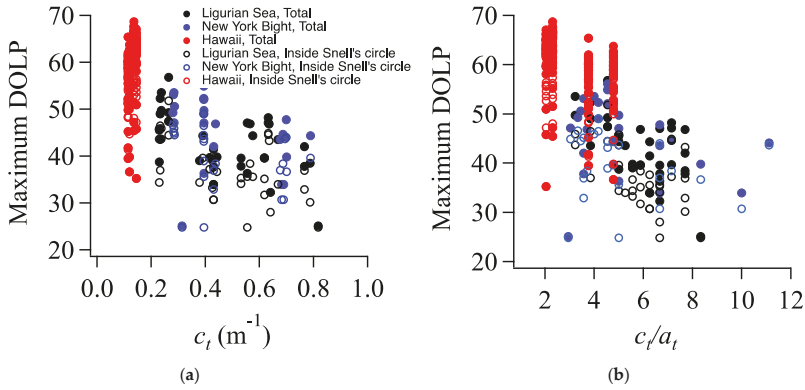 Ligurian Sea, Total
New York Bight, Total
Hawaii, Total
Ligurian Sea, Inside Snell's circle
New York Bight, Inside Snell's circle
Hawaii, Inside Snell's circle
Maximum DOLP
70
60
50
40
30
20
0.0 0.2 0.4 0.6 0.8 1.0
c_t (m⁻¹)
(a)
Maximum DOLP
70
60
50
40
30
20
2 4 6 8 10 12
c_t/a_t
(b)